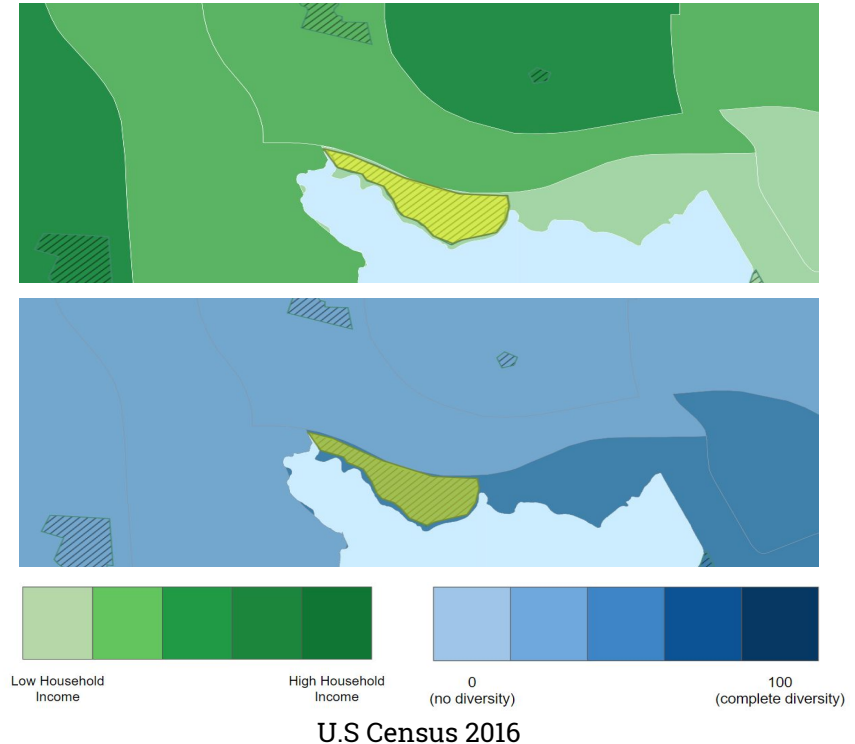 Low Household
Income
High Household
Income
0
(no diversity)
100
(complete diversity)
U.S Census 2016